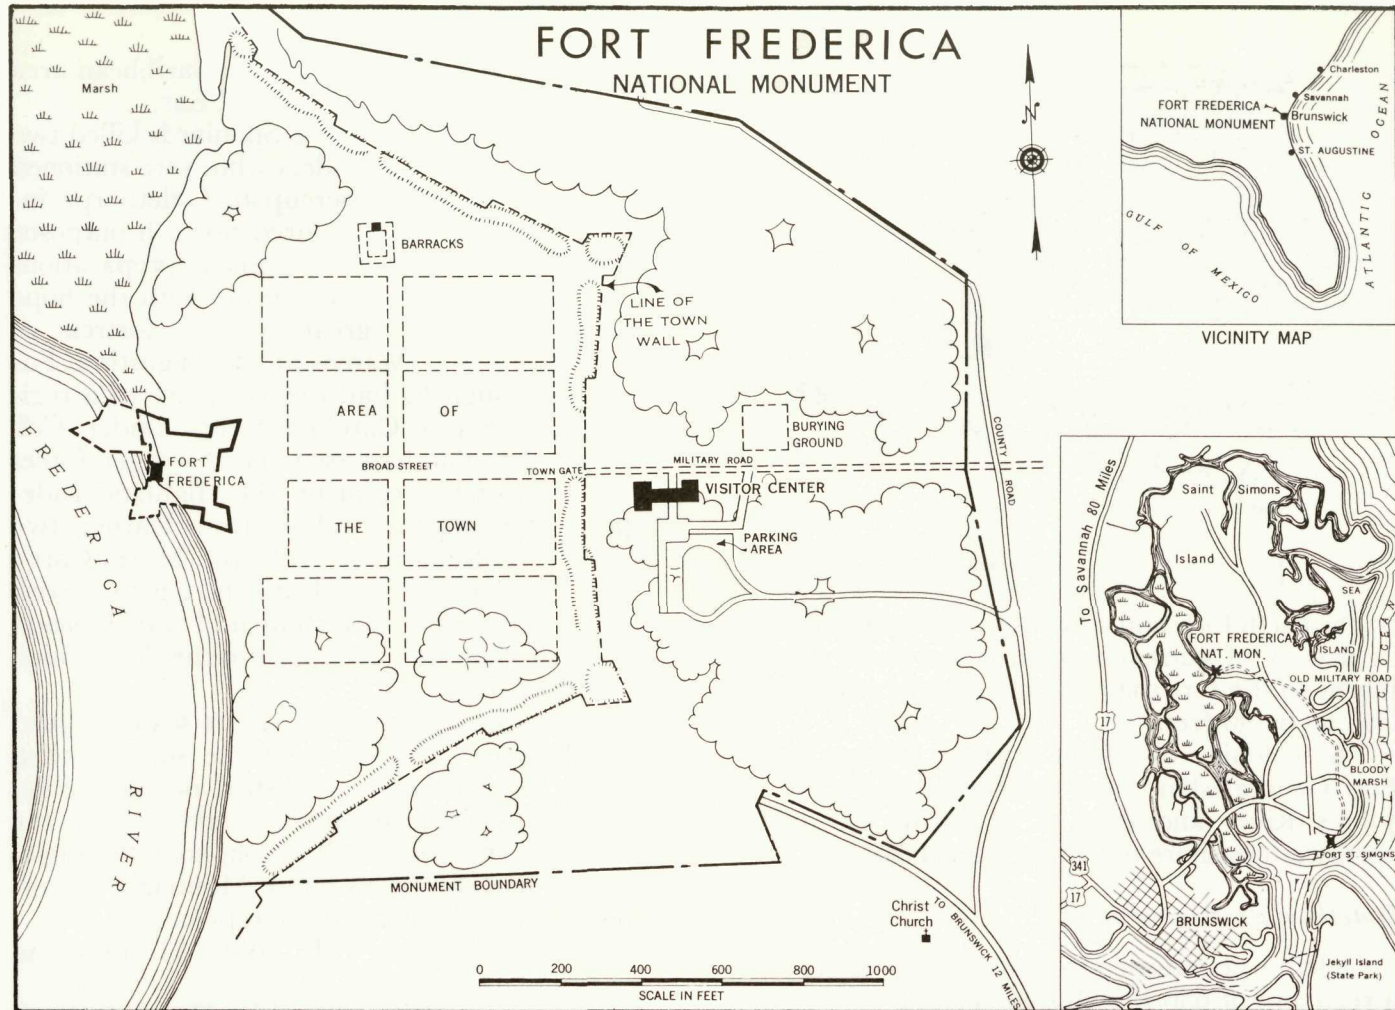 FORT FREDERICA
NATIONAL MONUMENT
N
Marsh
BARRACKS
LINE OF
THE TOWN
WALL
AREA OF
THE TOWN
BROAD STREET
TOWN GATE
MILITARY ROAD
BURYING
GROUND
VISITOR CENTER
PARKING
AREA
COUNTY
ROAD
FORT
FREDERICA
FREDERICA
RIVER
MONUMENT BOUNDARY
Christ
Church
TO BRUNSWICK 12 MILES
0 200 400 600 800 1000
SCALE IN FEET
Charleston
Savannah
FORT FREDERICA
NATIONAL MONUMENT
Brunswick
ST. AUGUSTINE
GULF OF MEXICO
ATLANTIC OCEAN
VICINITY MAP
To Savannah 80 Miles
Saint Simons
Island
SEA
ISLAND
FORT FREDERICA
NAT. MON.
OLD MILITARY ROAD
ATLANTIC OCEAN
17
BLOODY
MARSH
FORT ST. SIMONS
341
17
BRUNSWICK
Jekyll Island
(State Park)